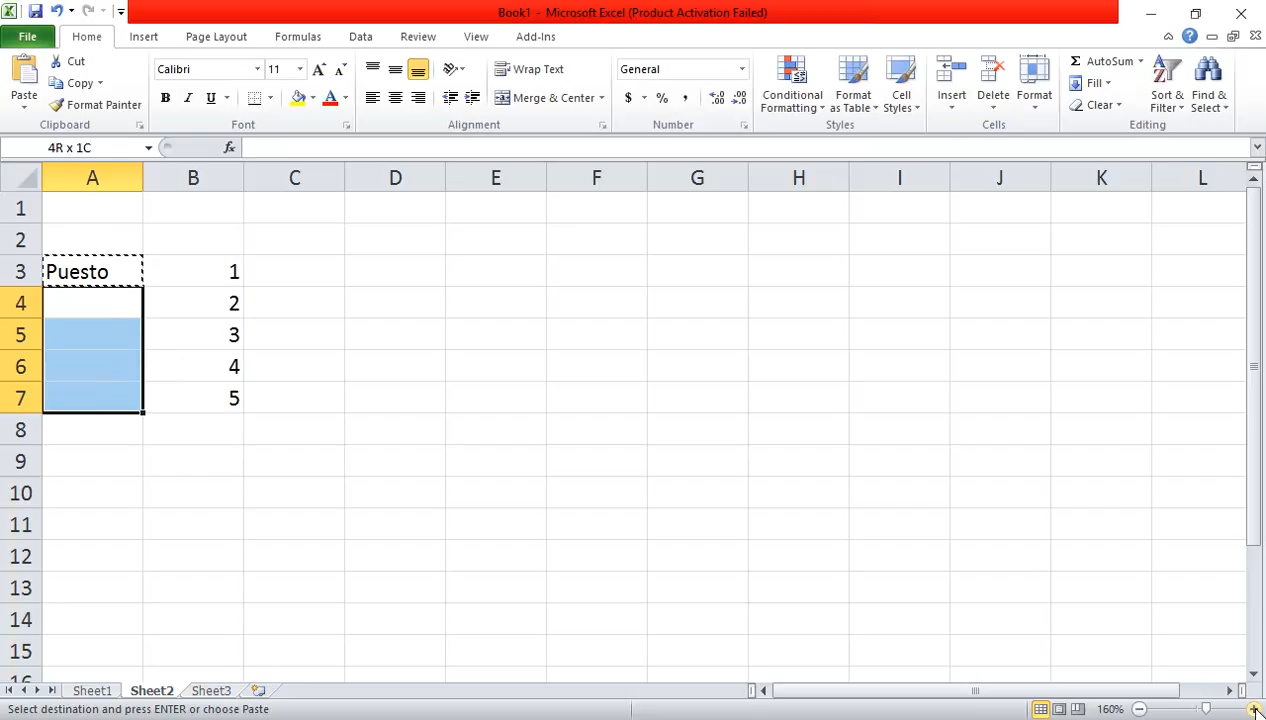 Book1 - Microsoft Excel (Product Activation Failed)
File Home Insert Page Layout Formulas Data Review View Add-Ins
Paste
Cut
Copy
Format Painter
Clipboard
Calibri 11
B I U
Font
Wrap Text
Merge & Center
Alignment
General
$ % ,
Number
Conditional Formatting
Format as Table
Cell Styles
Styles
Insert Delete Format
Cells
Σ AutoSum
Fill
Clear
Sort & Filter
Find & Select
Editing
4R x 1C fx
A B C D E F G H I J K L
1
2
3 Puesto 1
4 2
5 3
6 4
7 5
8
9
10
11
12
13
14
15
16
Sheet1 Sheet2 Sheet3
Select destination and press ENTER or choose Paste 160%